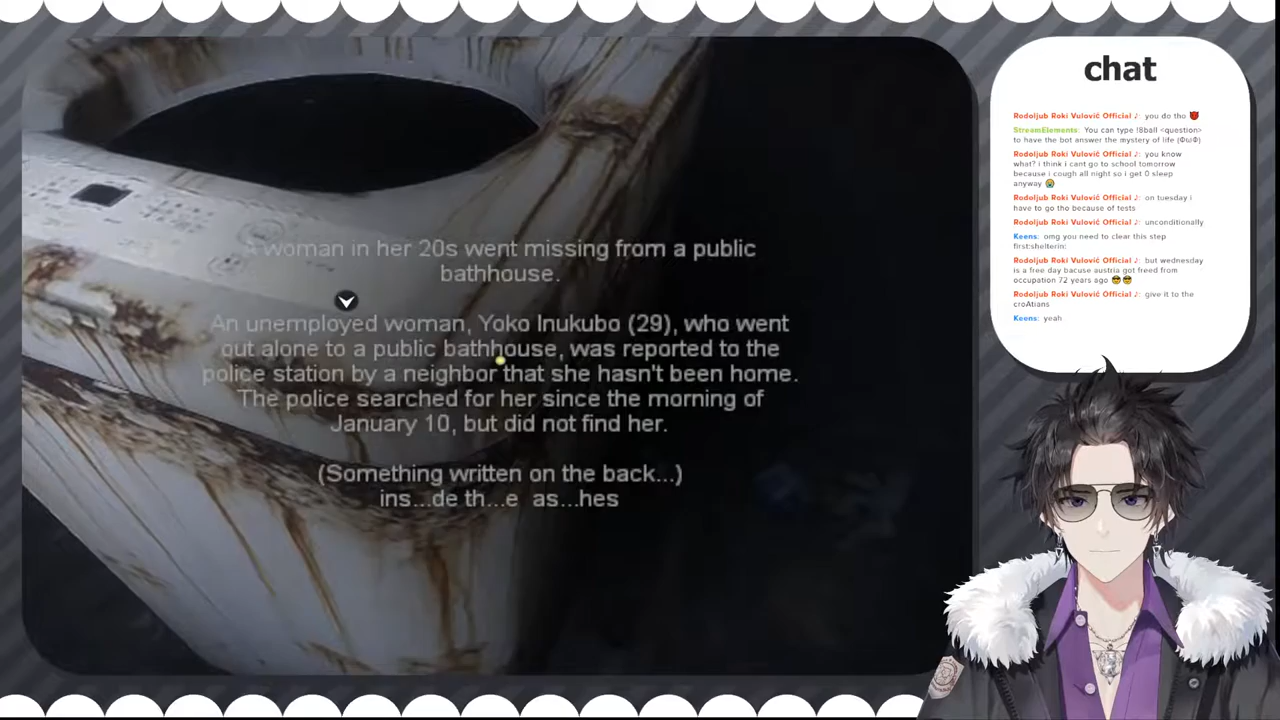 A woman in her 20s went missing from a public
bathhouse.
An unemployed woman, Yoko Inukubo (29), who went
out alone to a public bathhouse, was reported to the
police station by a neighbor that she hasn't been home.
The police searched for her since the morning of
January 10, but did not find her.
(Something written on the back...)
ins...de th...e as...hes
chat
Rodoljub Roki Vulović Official ♪: you do tho 👹
StreamElements: You can type !8ball <question>
to have the bot answer the mystery of life (ΦωΦ)
Rodoljub Roki Vulović Official ♪: you know
what? i think i cant go to school tomorrow
because i cough all night so i get 0 sleep
anyway 😭
Rodoljub Roki Vulović Official ♪: on tuesday i
have to go tho because of tests
Rodoljub Roki Vulović Official ♪: unconditionally
Keens: omg you need to clear this step
first:shelterin:
Rodoljub Roki Vulović Official ♪: but wednesday
is a free day bacuse austria got freed from
occupation 72 years ago 😎 😎
Rodoljub Roki Vulović Official ♪: give it to the
croAtians
Keens: yeah